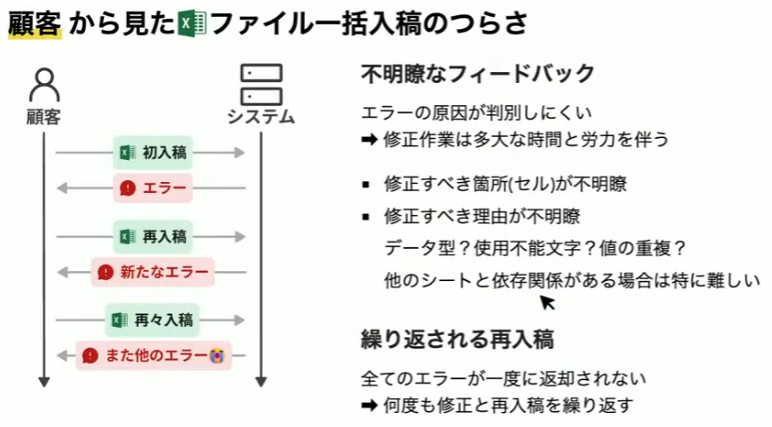 顧客 から見たファイル一括入稿のつらさ
顧客
システム
初入稿
エラー
再入稿
新たなエラー
再々入稿
また他のエラー😭
不明瞭なフィードバック
エラーの原因が判別しにくい
➡ 修正作業は多大な時間と労力を伴う
▪ 修正すべき箇所(セル)が不明瞭
▪ 修正すべき理由が不明瞭
データ型？使用不能文字？値の重複？
他のシートと依存関係がある場合は特に難しい
繰り返される再入稿
全てのエラーが一度に返却されない
➡ 何度も修正と再入稿を繰り返す